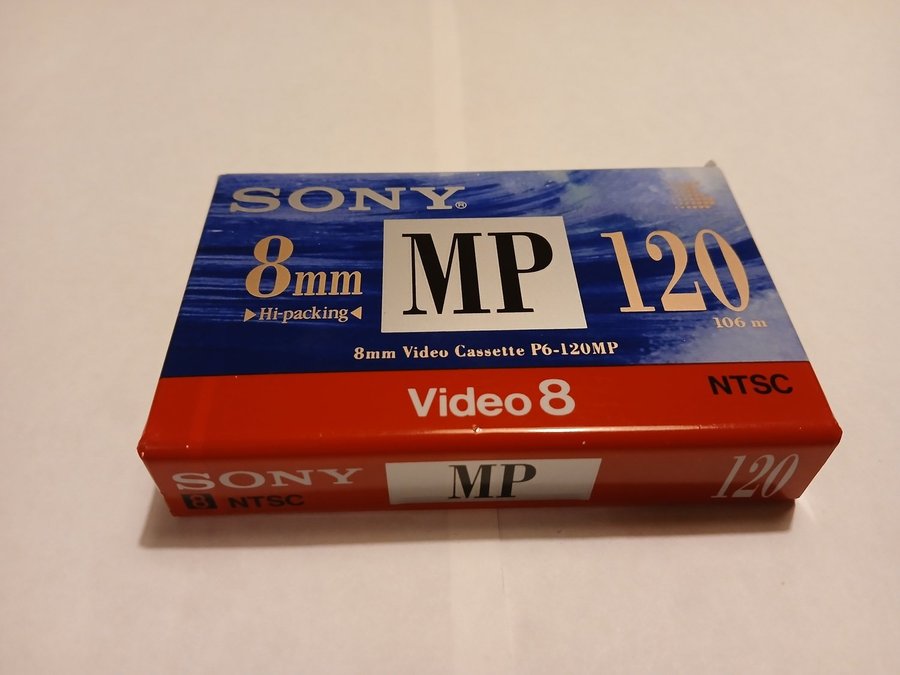 SONY®
8mm
▶Hi-packing◀
MP
120
106 m
8mm Video Cassette P6-120MP
Video 8
NTSC
SONY
8 NTSC
MP
120